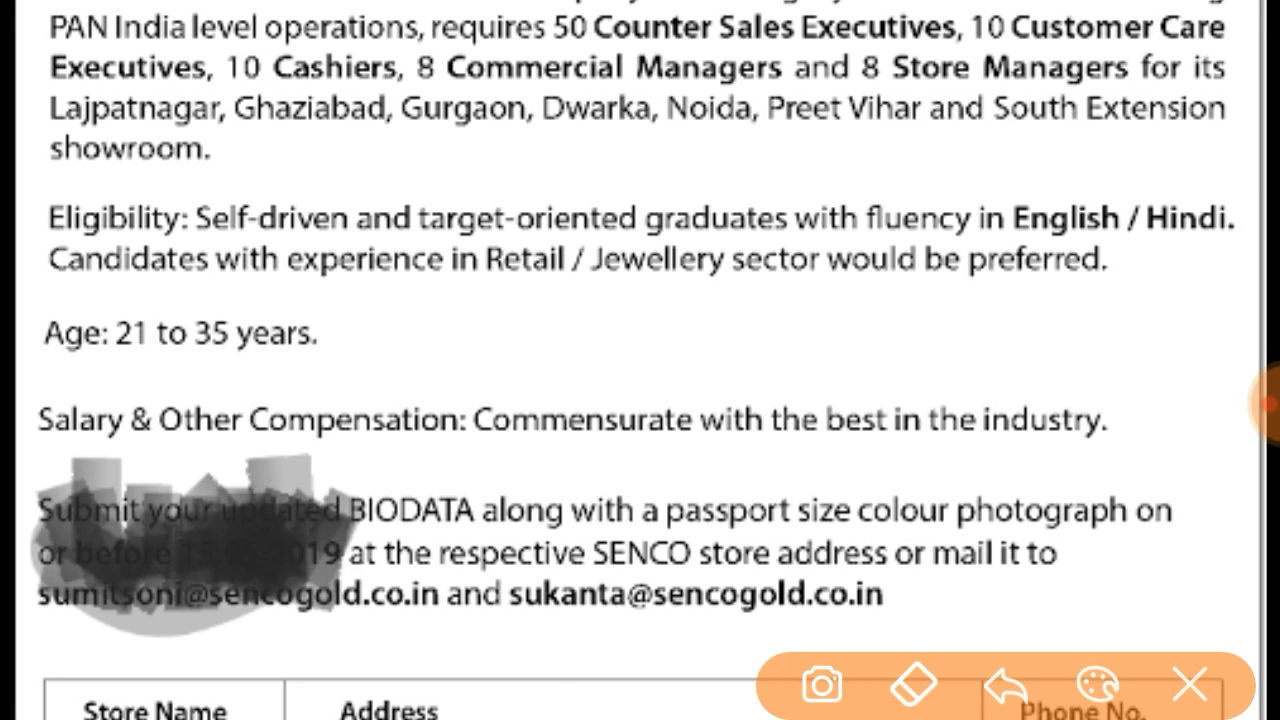 PAN India level operations, requires 50 Counter Sales Executives, 10 Customer Care
Executives, 10 Cashiers, 8 Commercial Managers and 8 Store Managers for its
Lajpatnagar, Ghaziabad, Gurgaon, Dwarka, Noida, Preet Vihar and South Extension
showroom.
Eligibility: Self-driven and target-oriented graduates with fluency in English / Hindi.
Candidates with experience in Retail / Jewellery sector would be preferred.
Age: 21 to 35 years.
Salary & Other Compensation: Commensurate with the best in the industry.
Submit your updated BIODATA along with a passport size colour photograph on
or before 2019 at the respective SENCO store address or mail it to
sumitsoni@sencogold.co.in and sukanta@sencogold.co.in
Store Name Address Phone No.